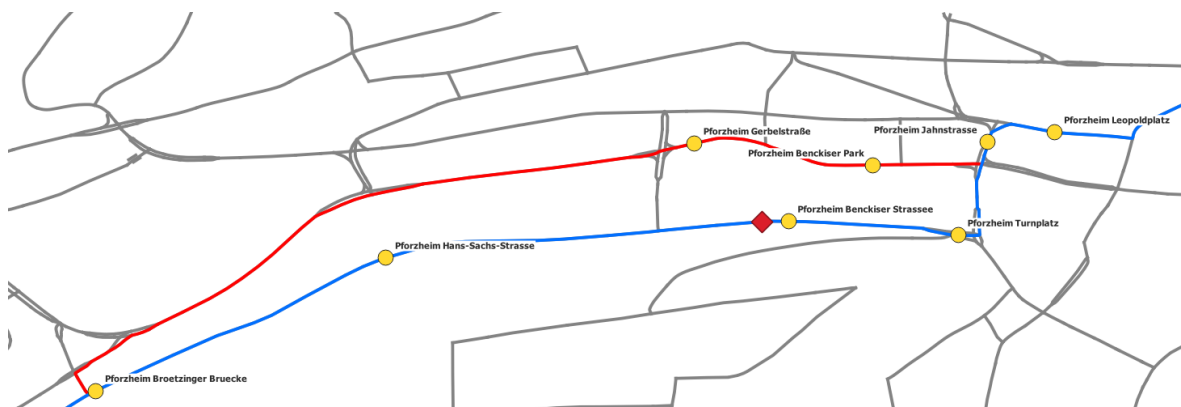 Pforzheim Leopoldplatz
Pforzheim Gerbelstraße
Pforzheim Jahnstrasse
Pforzheim Benckiser Park
Pforzheim Benckiser Strassee
Pforzheim Turnplatz
Pforzheim Hans-Sachs-Strasse
Pforzheim Broetzinger Bruecke